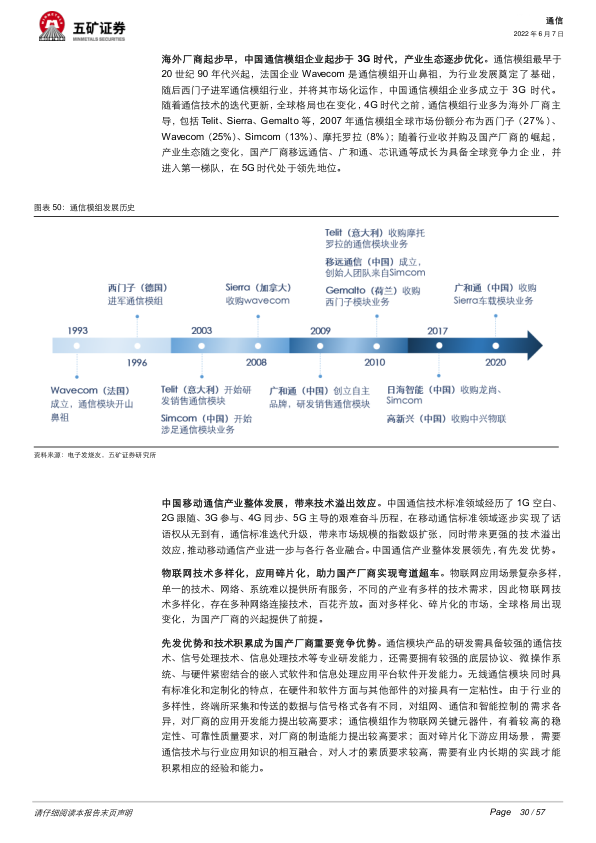 五矿证券
MINMETALS SECURITIES
通信
2022 年 6 月 7 日
海外厂商起步早，中国通信模组企业起步于 3G 时代，产业生态逐步优化。通信模组最早于
20 世纪 90 年代兴起，法国企业 Wavecom 是通信模组开山鼻祖，为行业发展奠定了基础，
随后西门子进军通信模组行业，并将其市场化运作，中国通信模组企业多成立于 3G 时代。
随着通信技术的迭代更新，全球格局也在变化，4G 时代之前，通信模组行业多为海外厂商主
导，包括 Telit、Sierra、Gemalto 等，2007 年通信模组全球市场份额分布为西门子（27%）、
Wavecom（25%）、Simcom（13%）、摩托罗拉（8%）；随着行业收并购及国产厂商的崛起，
产业生态随之变化，国产厂商移远通信、广和通、芯讯通等成长为具备全球竞争力企业，并
进入第一梯队，在 5G 时代处于领先地位。
图表 50：通信模组发展历史
Telit（意大利）收购摩托
罗拉的通信模块业务
移远通信（中国）成立，
创始人团队来自Simcom
西门子（德国）
进军通信模组
Sierra（加拿大）
收购wavecom
Gemalto（荷兰）收购
西门子模块业务
广和通（中国）收购
Sierra车载模块业务
1993
2003
2009
2017
1996
2008
2010
2020
Wavecom（法国）
成立，通信模块开山
鼻祖
Telit（意大利）开始研
发销售通信模块
Simcom（中国）开始
涉足通信模块业务
广和通（中国）创立自主
品牌，研发销售通信模块
日海智能（中国）收购龙尚、
Simcom
高新兴（中国）收购中兴物联
资料来源：电子发烧友、五矿证券研究所
中国移动通信产业整体发展，带来技术溢出效应。中国通信技术标准领域经历了 1G 空白、
2G 跟随、3G 参与、4G 同步、5G 主导的艰难奋斗历程，在移动通信标准领域逐步实现了话
语权从无到有，通信标准迭代升级，带来市场规模的指数级扩张，同时带来更强的技术溢出
效应，推动移动通信产业进一步与各行各业融合。中国通信产业整体发展领先，有先发优势。
物联网技术多样化，应用碎片化，助力国产厂商实现弯道超车。物联网应用场景复杂多样，
单一的技术、网络、系统难以提供所有服务，不同的产业有多样的技术需求，因此物联网技
术多样化，存在多种网络连接技术，百花齐放。面对多样化、碎片化的市场，全球格局出现
变化，为国产厂商的兴起提供了前提。
先发优势和技术积累成为国产厂商重要竞争优势。通信模块产品的研发需具备较强的通信技
术、信号处理技术、信息处理技术等专业研发能力，还需要拥有较强的底层协议、微操作系
统、与硬件紧密结合的嵌入式软件和信息处理应用平台软件开发能力。无线通信模块同时具
有标准化和定制化的特点，在硬件和软件方面与其他部件的对接具有一定粘性。由于行业的
多样性，终端所采集和传送的数据与信号格式各有不同，对组网、通信和智能控制的需求各
异，对厂商的应用开发能力提出较高要求；通信模组作为物联网关键元器件，有着较高的稳
定性、可靠性质量要求，对厂商的制造能力提出较高要求；面对碎片化下游应用场景，需要
通信技术与行业应用知识的相互融合，对人才的素质要求较高，需要有业内长期的实践才能
积累相应的经验和能力。
请仔细阅读本报告末页声明
Page 30 / 57